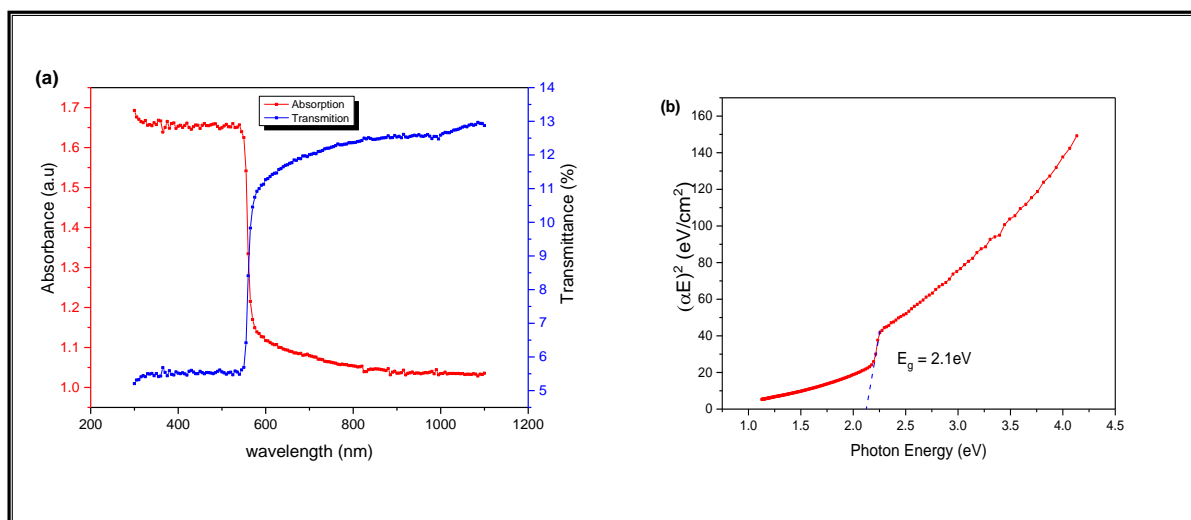 (a)
Absorption
Transmition
Absorbance (a.u)
1.7
1.6
1.5
1.4
1.3
1.2
1.1
1.0
14
13
12
11
10
9
8
7
6
5
Transmittance (%)
200 400 600 800 1000 1200
wavelength (nm)
(b)
(αE)² (eV/cm²)
160
140
120
100
80
60
40
20
0
E_g = 2.1eV
1.0 1.5 2.0 2.5 3.0 3.5 4.0 4.5
Photon Energy (eV)